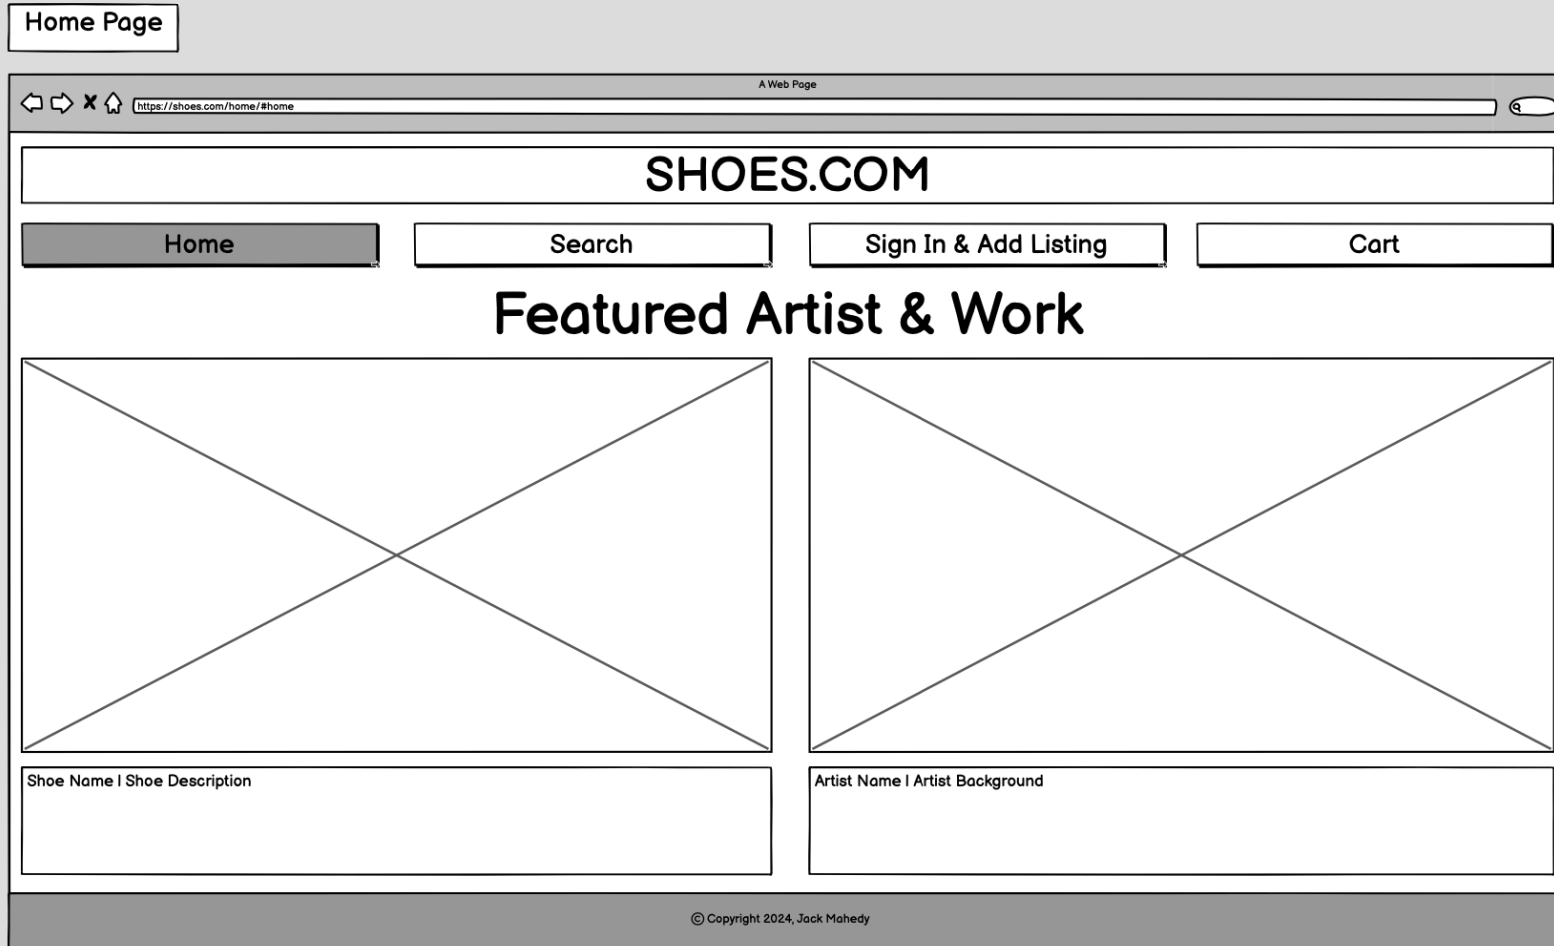 Home Page
A Web Page
https://shoes.com/home/#home
SHOES.COM
Home
Search
Sign In & Add Listing
Cart
Featured Artist & Work
Shoe Name | Shoe Description
Artist Name | Artist Background
© Copyright 2024, Jack Mahedy